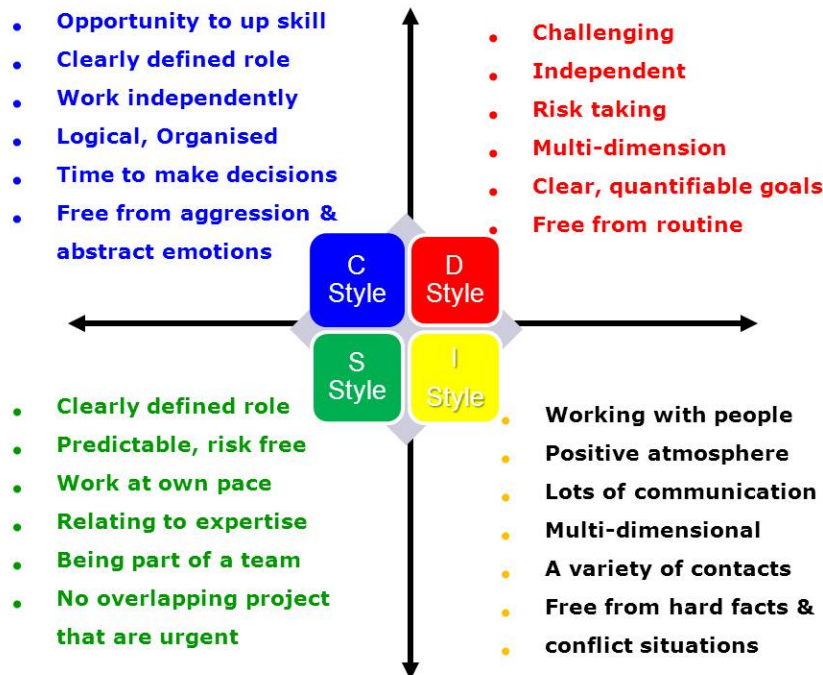 Opportunity to up skill
Clearly defined role
Work independently
Logical, Organised
Time to make decisions
Free from aggression &
abstract emotions
Challenging
Independent
Risk taking
Multi-dimension
Clear, quantifiable goals
Free from routine
C
Style
D
Style
S
Style
I
Style
Clearly defined role
Predictable, risk free
Work at own pace
Relating to expertise
Being part of a team
No overlapping project
that are urgent
Working with people
Positive atmosphere
Lots of communication
Multi-dimensional
A variety of contacts
Free from hard facts &
conflict situations